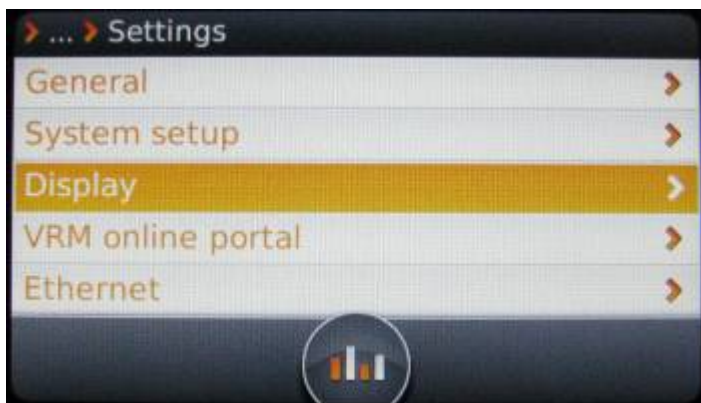 ... Settings
General
System setup
Display
VRM online portal
Ethernet